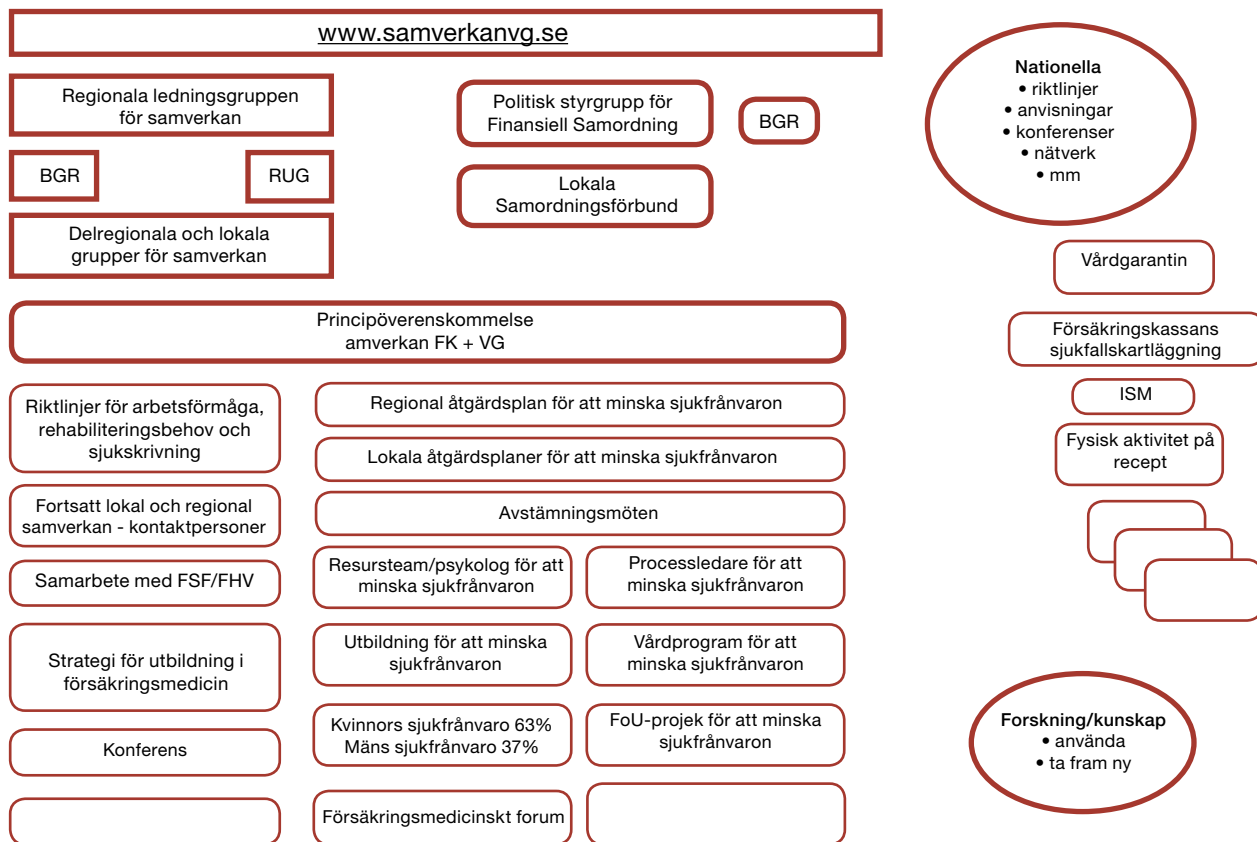 www.samverkanvg.se
Regionala ledningsgruppen
för samverkan
BGR
RUG
Delregionala och lokala
grupper för samverkan
Politisk styrgrupp för
Finansiell Samordning
BGR
Lokala
Samordningsförbund
Principöverenskommelse
amverkan FK + VG
Riktlinjer för arbetsförmåga,
rehabiliteringsbehov och
sjukskrivning
Fortsatt lokal och regional
samverkan - kontaktpersoner
Samarbete med FSF/FHV
Strategi för utbildning i
försäkringsmedicin
Konferens
Regional åtgärdsplan för att minska sjukfrånvaron
Lokala åtgärdsplaner för att minska sjukfrånvaron
Avstämningsmöten
Resursteam/psykolog för att
minska sjukfrånvaron
Processledare för att
minska sjukfrånvaron
Utbildning för att minska
sjukfrånvaron
Vårdprogram för att
minska sjukfrånvaron
Kvinnors sjukfrånvaro 63%
Mäns sjukfrånvaro 37%
FoU-projek för att minska
sjukfrånvaron
Försäkringsmedicinskt forum
Nationella
• riktlinjer
• anvisningar
• konferenser
• nätverk
• mm
Vårdgarantin
Försäkringskassans
sjukfallskartläggning
ISM
Fysisk aktivitet på
recept
Forskning/kunskap
• använda
• ta fram ny